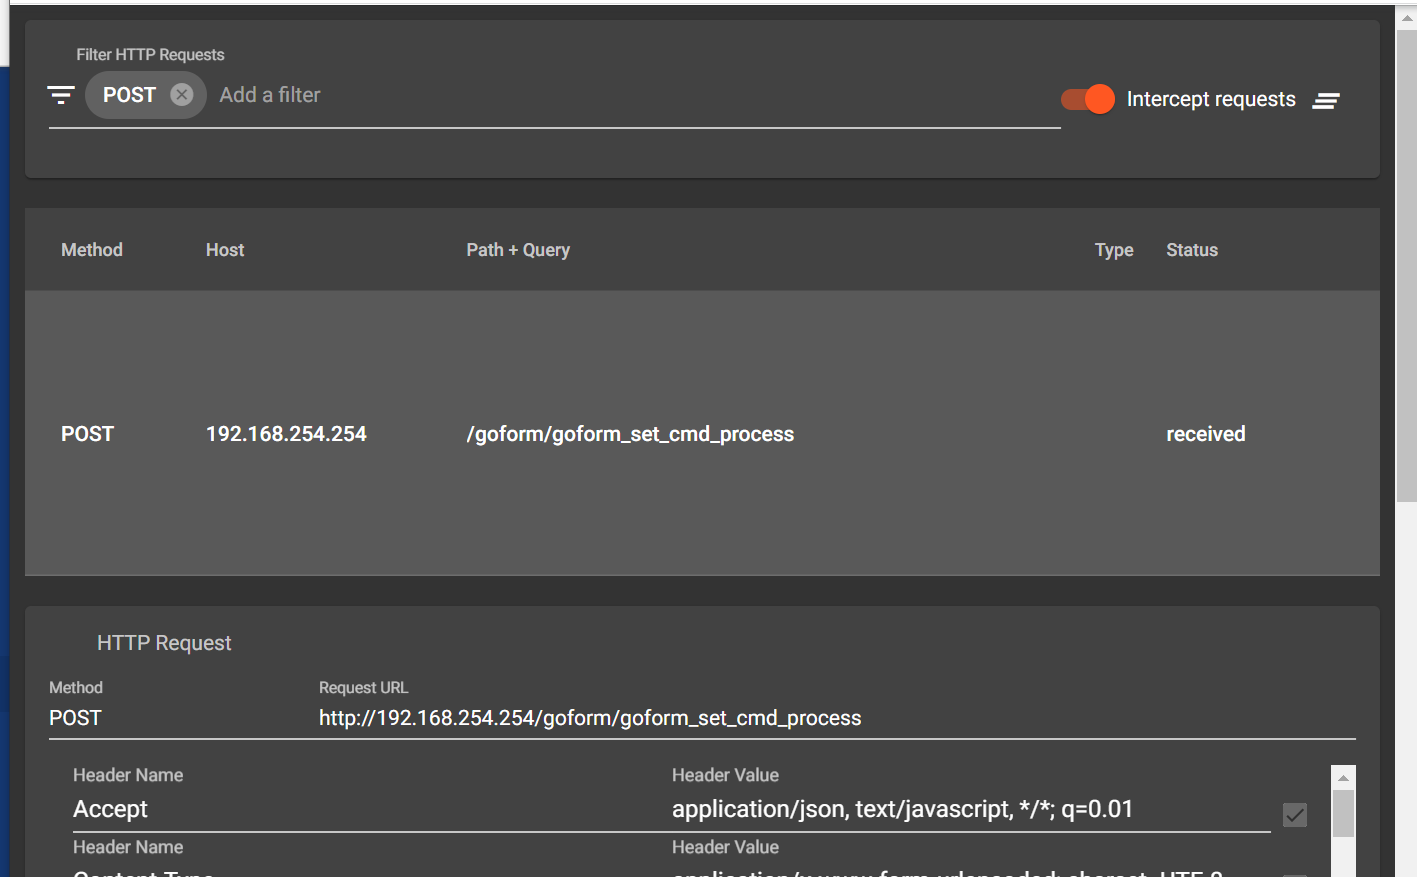 Filter HTTP Requests
POST Add a filter
Intercept requests
Method Host Path + Query Type Status
POST 192.168.254.254 /goform/goform_set_cmd_process received
HTTP Request
Method Request URL
POST http://192.168.254.254/goform/goform_set_cmd_process
Header Name Header Value
Accept application/json, text/javascript, */*; q=0.01
Header Name Header Value